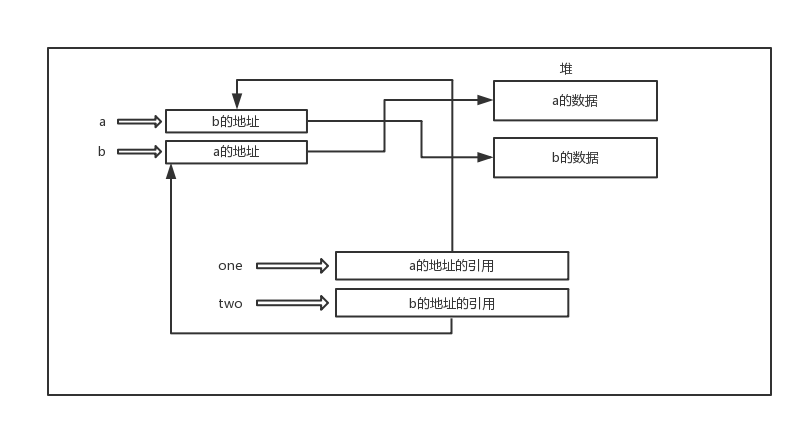 堆
a
b的地址
a的数据
b
a的地址
b的数据
one
a的地址的引用
two
b的地址的引用